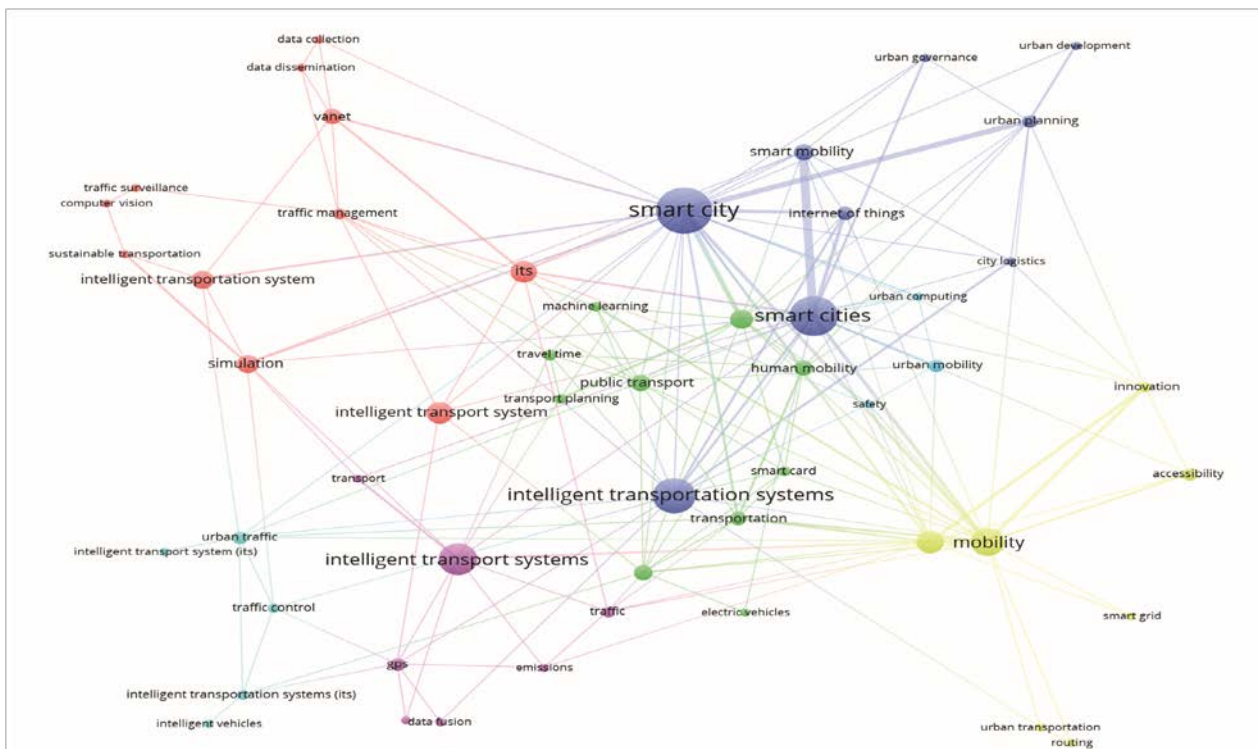 data collection
urban development
urban governance
data dissemination
vanet
urban planning
smart mobility
traffic surveillance
computer vision
smart city
traffic management
internet of things
sustainable transportation
city logistics
intelligent transportation system
its
urban computing
machine learning
smart cities
travel time
simulation
human mobility
urban mobility
public transport
innovation
transport planning
safety
intelligent transport system
smart card
accessibility
transport
intelligent transportation systems
transportation
urban traffic
mobility
intelligent transport system (its)
intelligent transport systems
traffic control
traffic
electric vehicles
smart grid
gps
emissions
intelligent transportation systems (its)
intelligent vehicles
data fusion
urban transportation
routing